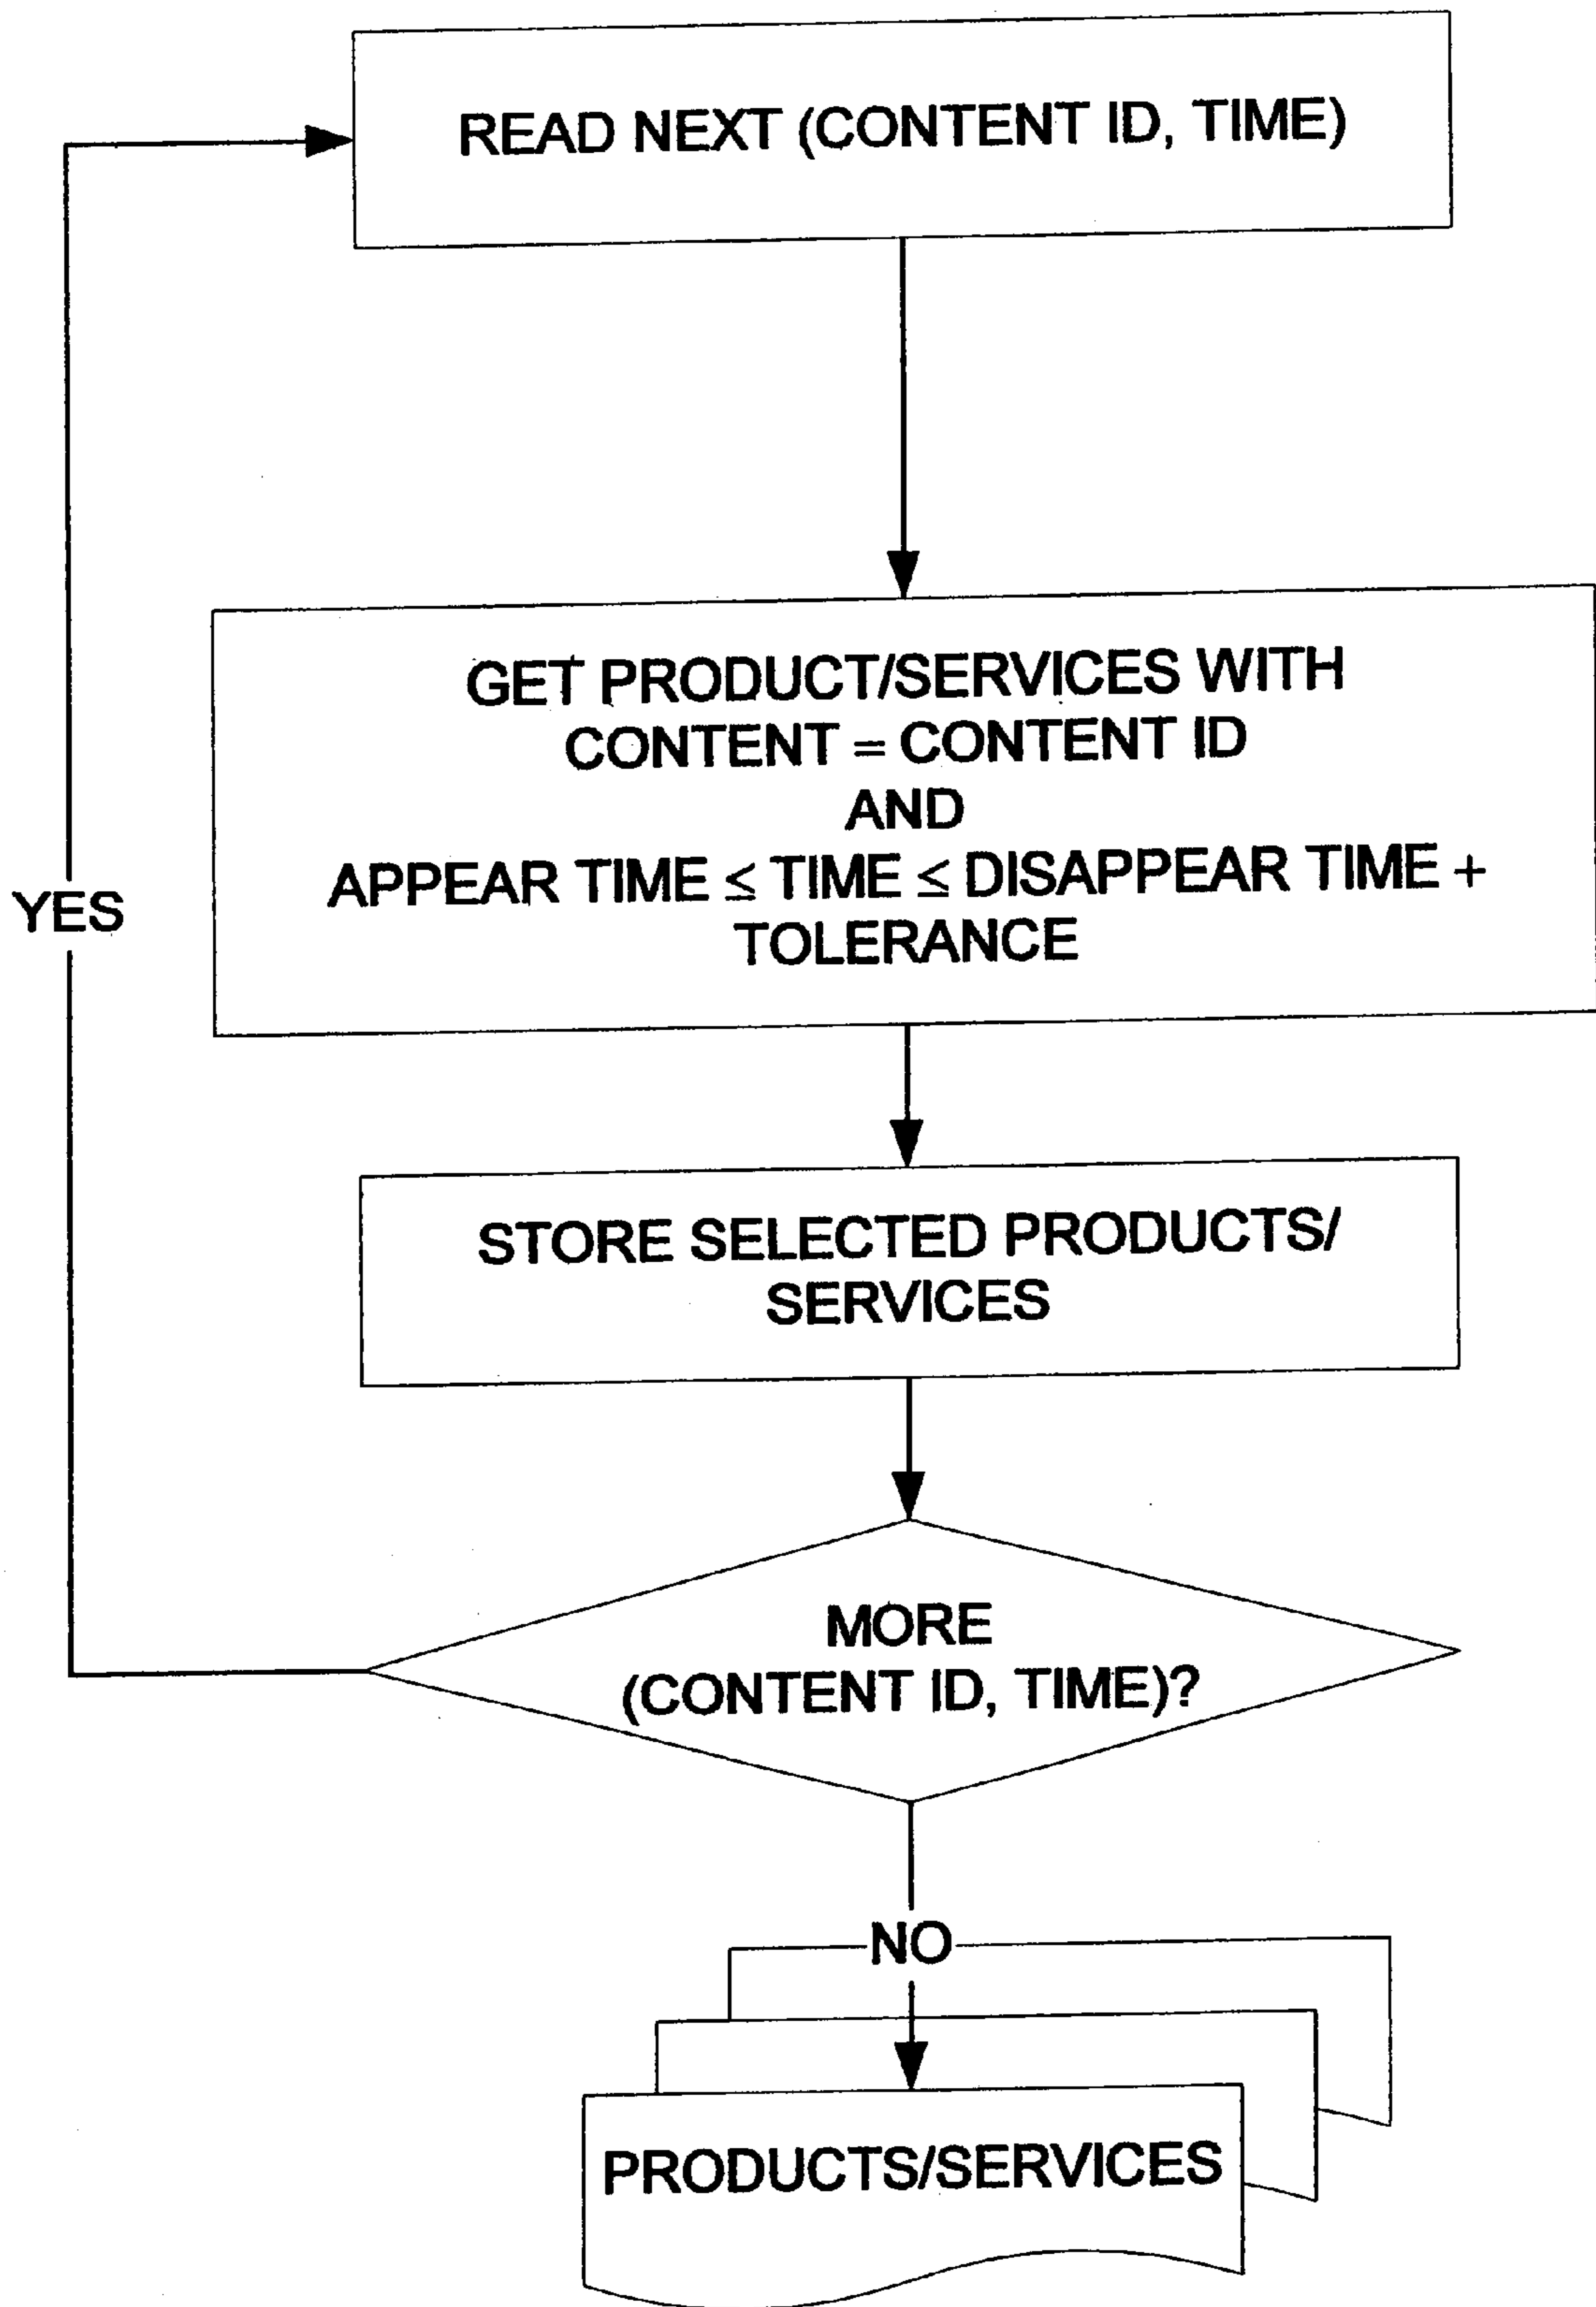 READ NEXT (CONTENT ID, TIME)
GET PRODUCT/SERVICES WITH
CONTENT = CONTENT ID
AND
APPEAR TIME ≤ TIME ≤ DISAPPEAR TIME +
TOLERANCE
YES
STORE SELECTED PRODUCTS/
SERVICES
MORE
(CONTENT ID, TIME)?
NO
PRODUCTS/SERVICES